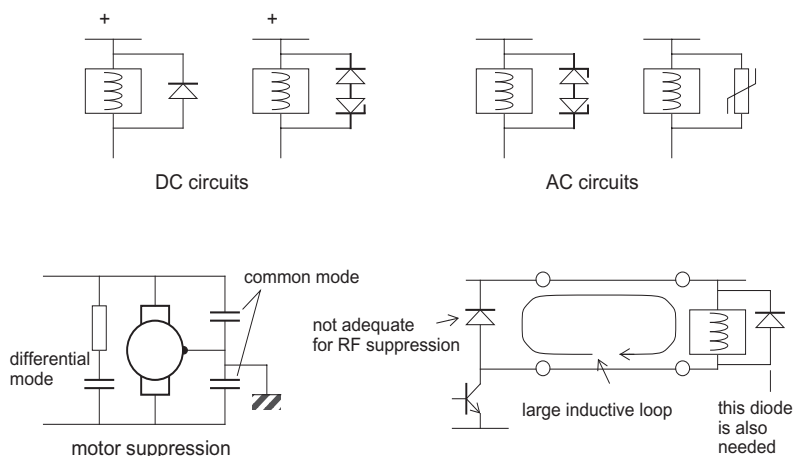 +
+
DC circuits
AC circuits
common mode
differential
mode
motor suppression
not adequate
for RF suppression
large inductive loop
this diode
is also
needed